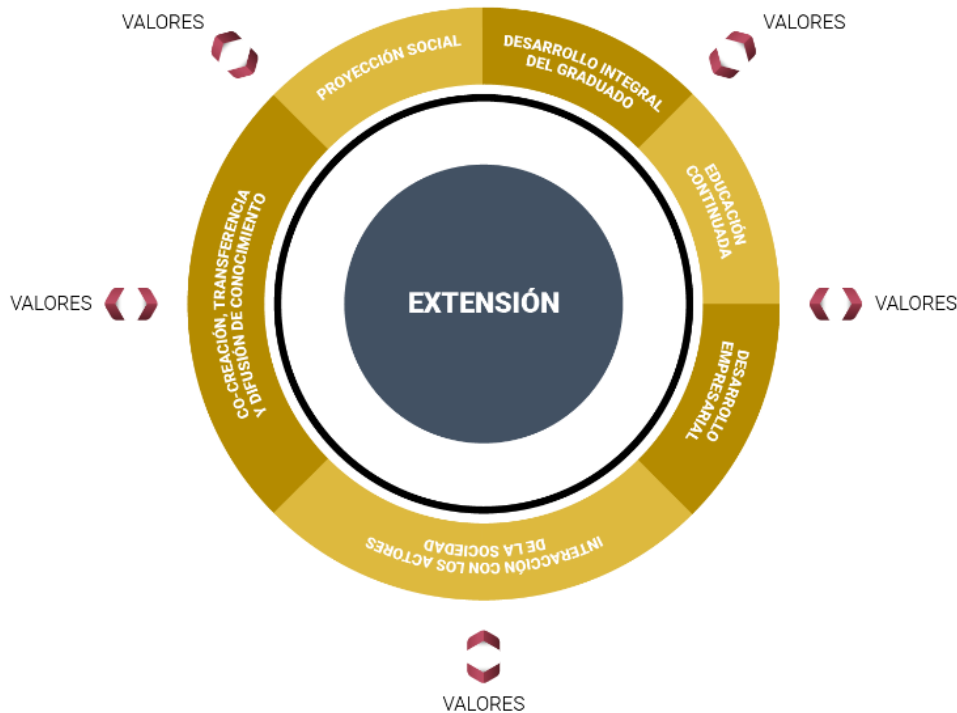 VALORES
VALORES
PROYECCIÓN SOCIAL
DESARROLLO INTEGRAL
DEL GRADUADO
EDUCACIÓN
CONTINUADA
CO-CREACIÓN, TRANSFERENCIA
Y DIFUSIÓN DE CONOCIMIENTO
VALORES
EXTENSIÓN
VALORES
DESARROLLO
EMPRESARIAL
INTERACCIÓN CON LOS ACTORES
DE LA SOCIEDAD
VALORES